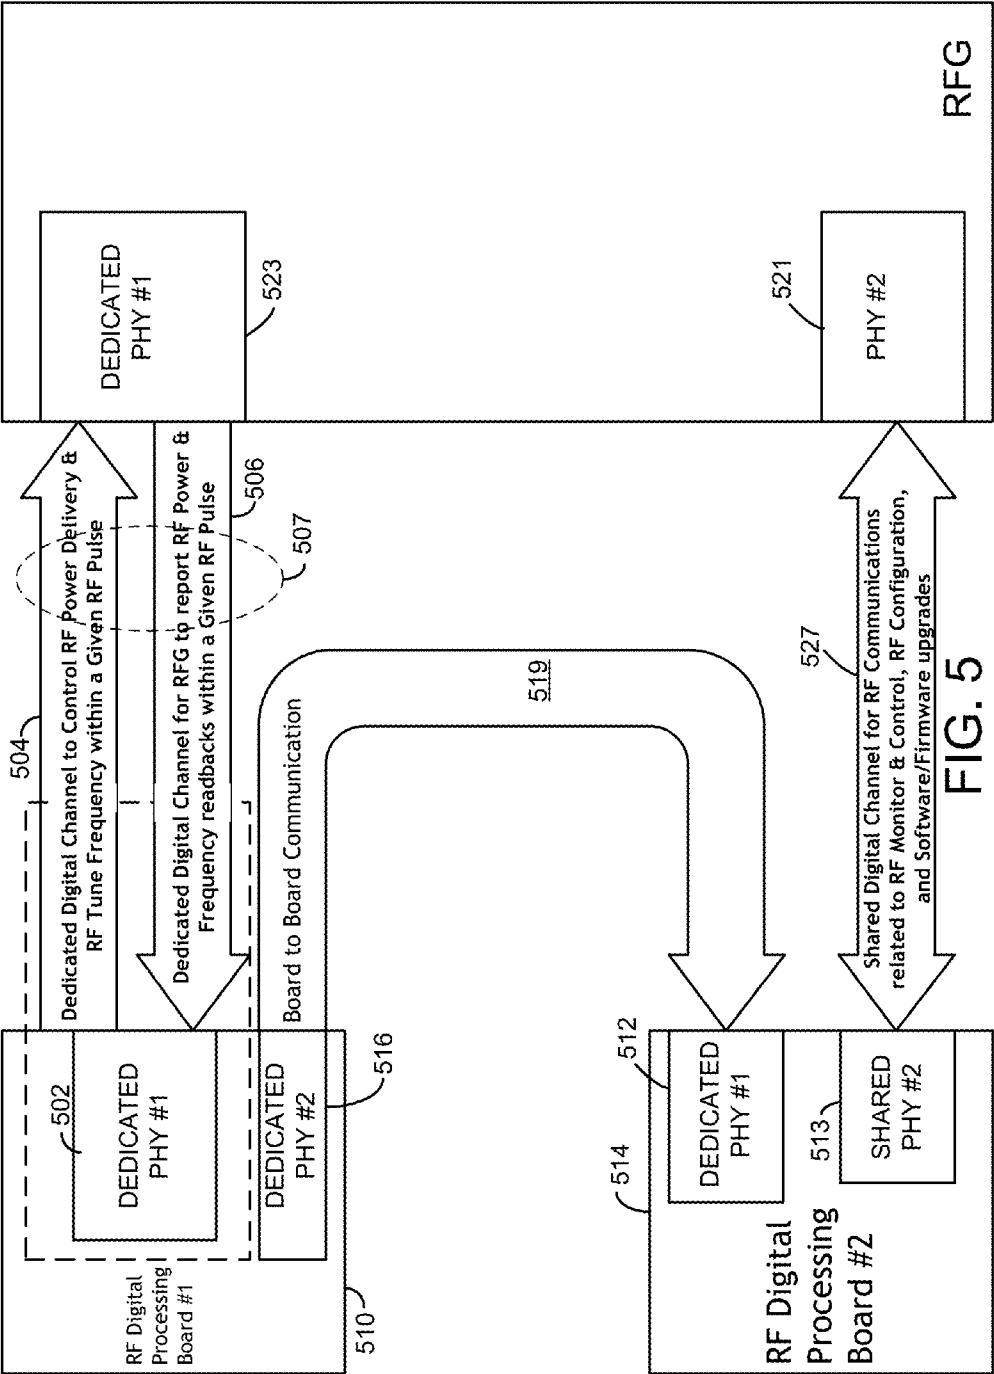 RF Digital
Processing
Board #1
510
502
DEDICATED
PHY #1
DEDICATED
PHY #2
516
504
Dedicated Digital Channel to Control RF Power Delivery &
RF Tune Frequency within a Given RF Pulse
Dedicated Digital Channel for RFG to report RF Power &
Frequency readbacks within a Given RF Pulse
506
507
Board to Board Communication
519
DEDICATED
PHY #1
523
RFG
RF Digital
Processing
Board #2
514
512
DEDICATED
PHY #1
513
SHARED
PHY #2
527
Shared Digital Channel for RF Communications
related to RF Monitor & Control, RF Configuration,
and Software/Firmware upgrades
521
PHY #2
FIG. 5